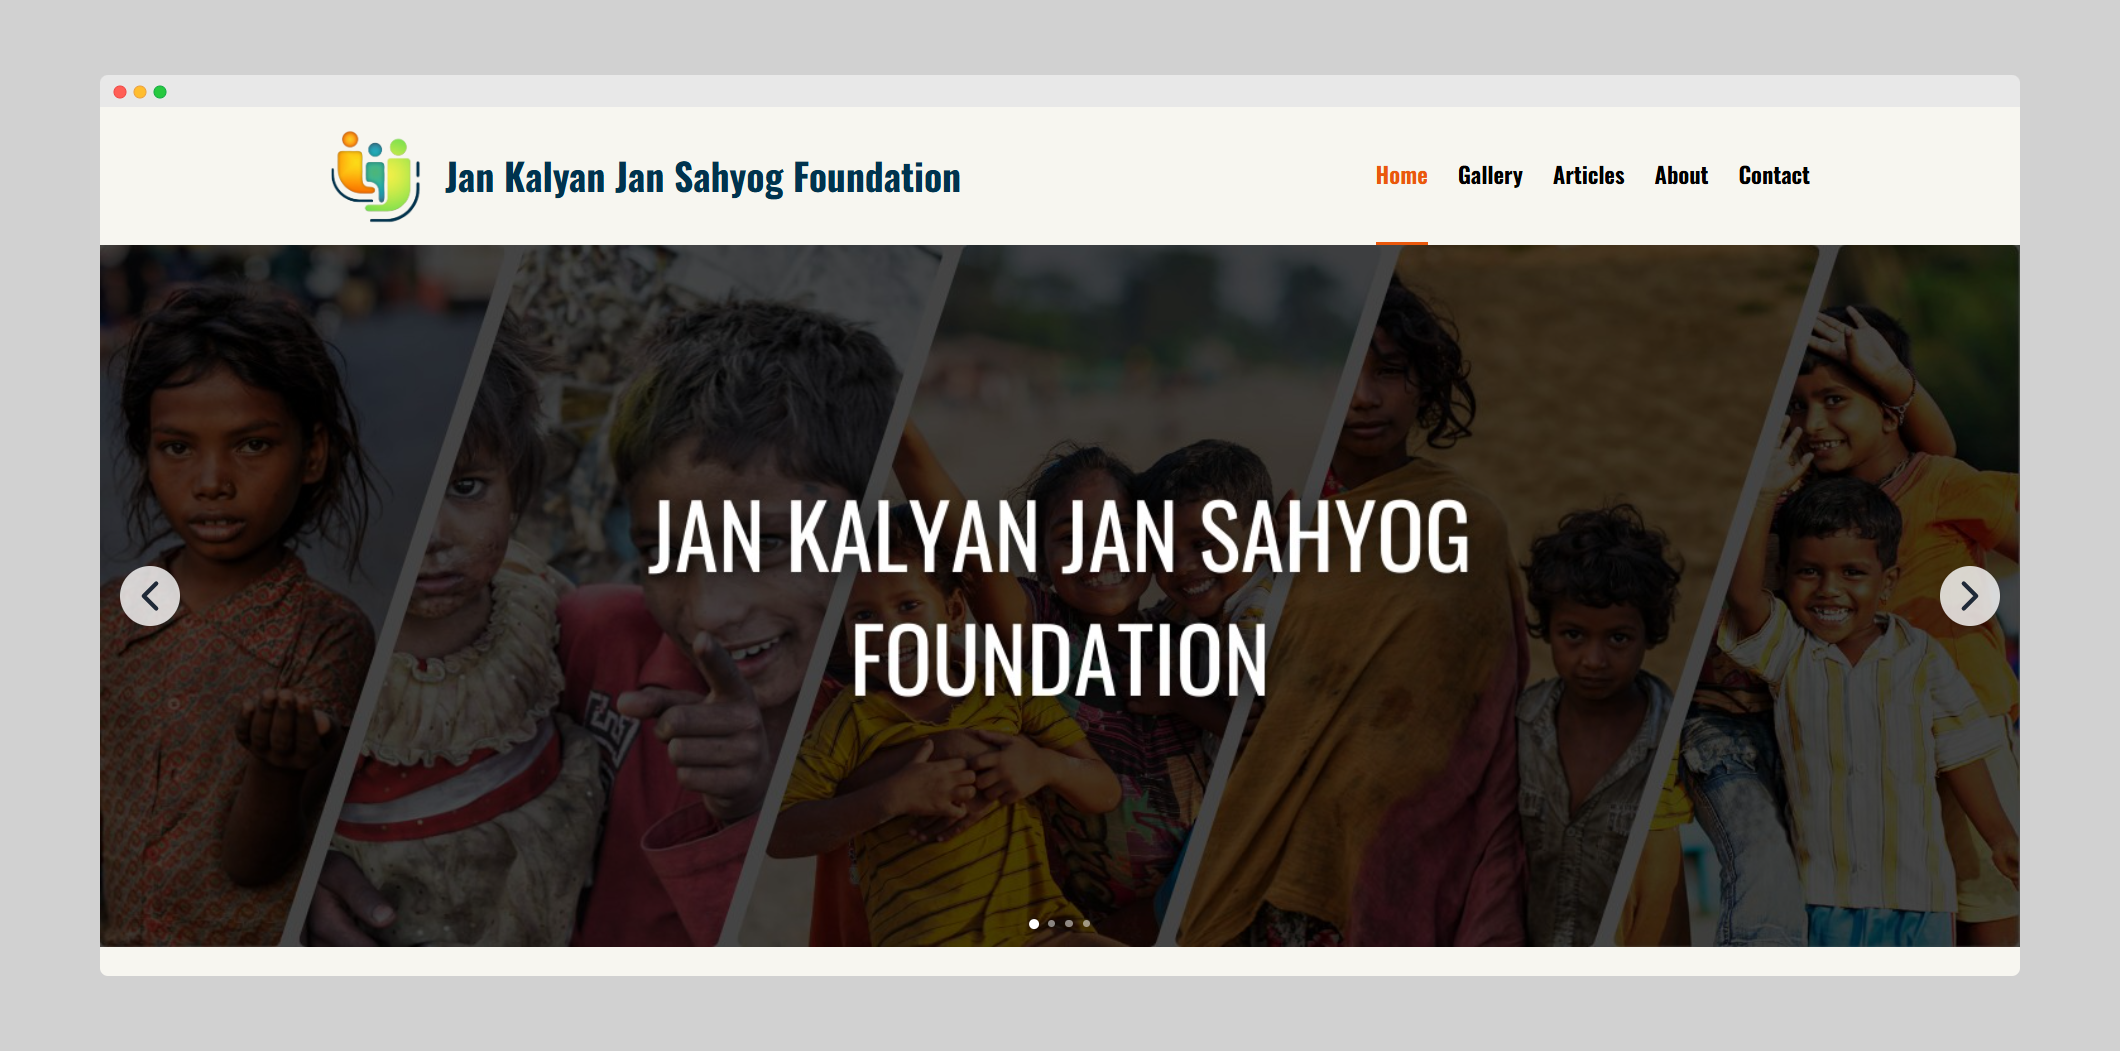 Jan Kalyan Jan Sahyog Foundation
Home Gallery Articles About Contact
JAN KALYAN JAN SAHYOG
FOUNDATION